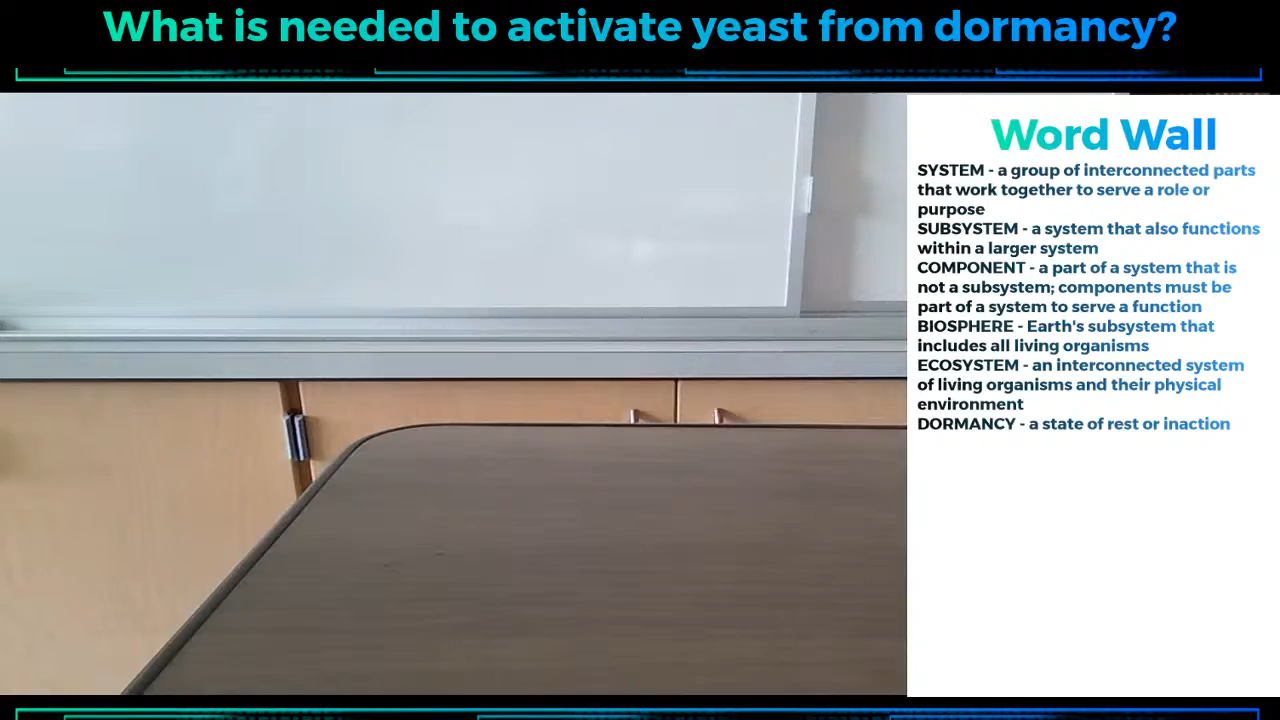 What is needed to activate yeast from dormancy?
Word Wall
SYSTEM - a group of interconnected parts
that work together to serve a role or
purpose
SUBSYSTEM - a system that also functions
within a larger system
COMPONENT - a part of a system that is
not a subsystem; components must be
part of a system to serve a function
BIOSPHERE - Earth's subsystem that
includes all living organisms
ECOSYSTEM - an interconnected system
of living organisms and their physical
environment
DORMANCY - a state of rest or inaction